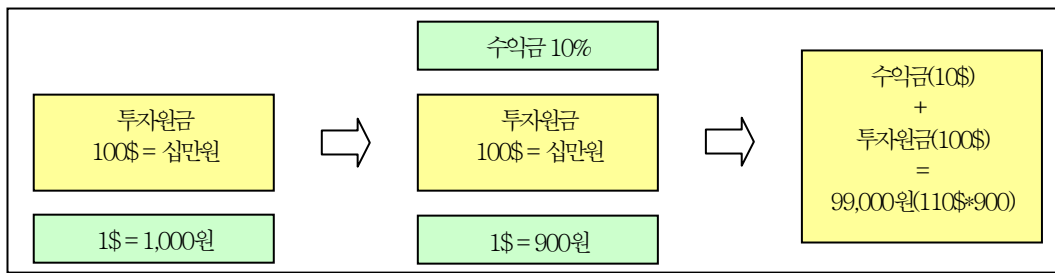 투자원금
100$ = 십만원
1$ = 1,000원
수익금 10%
투자원금
100$ = 십만원
1$ = 900원
수익금(10$)
+
투자원금(100$)
=
99,000원(110$*900)